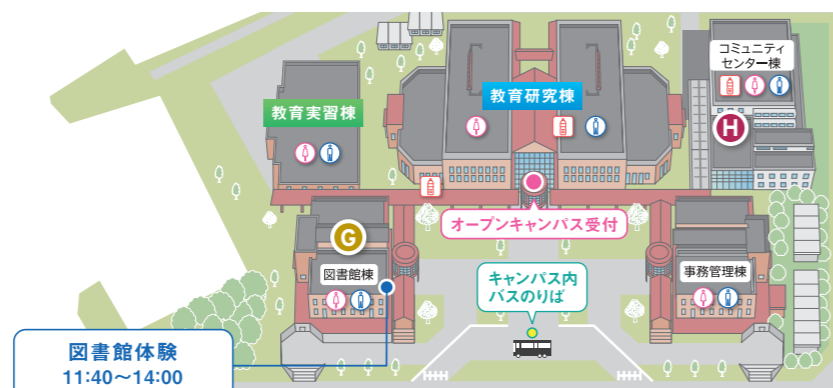 コミュニティ
センター棟
教育研究棟
教育実習棟
H
オープンキャンパス受付
G
図書館棟
キャンパス内
バスのりば
事務管理棟
図書館体験
11:40〜14:00